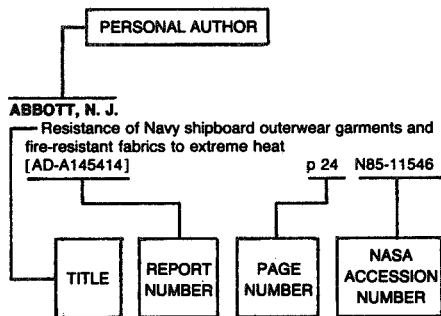 PERSONAL AUTHOR
ABBOTT, N. J.
Resistance of Navy shipboard outerwear garments and
fire-resistant fabrics to extreme heat
[AD-A145414] p 24 N85-11546
TITLE
REPORT
NUMBER
PAGE
NUMBER
NASA
ACCESSION
NUMBER